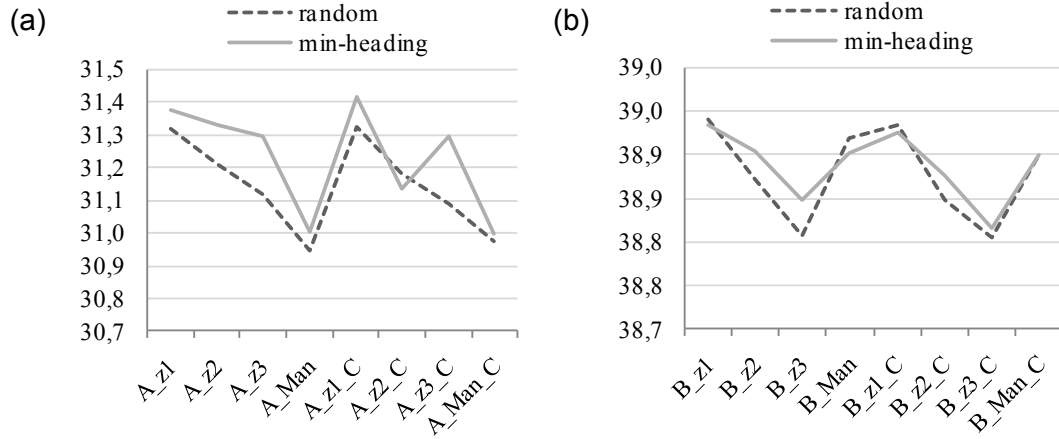 (a)
random
min-heading
31,5
31,4
31,3
31,2
31,1
31,0
30,9
30,8
30,7
A_z1
A_z2
A_z3
A_Man
A_z1_C
A_z2_C
A_z3_C
A_Man_C
(b)
random
min-heading
39,0
39,0
38,9
38,9
38,8
38,8
38,7
B_z1
B_z2
B_z3
B_Man
B_z1_C
B_z2_C
B_z3_C
B_Man_C